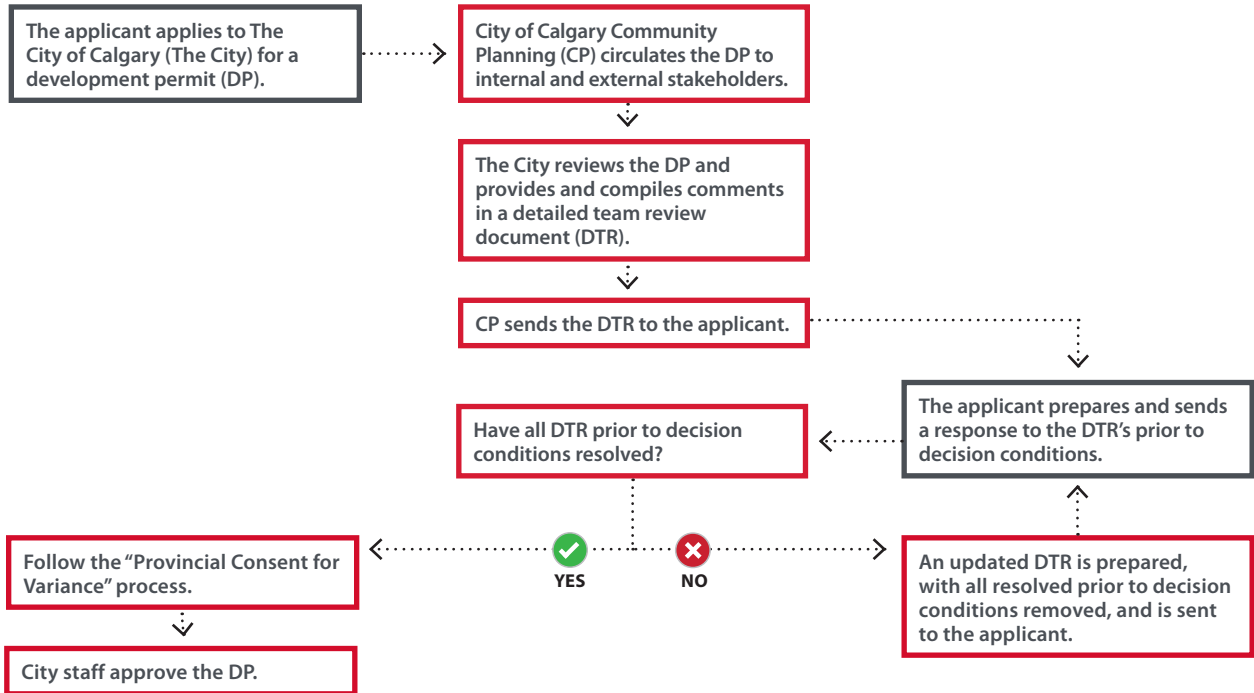 The applicant applies to The
City of Calgary (The City) for a
development permit (DP).
City of Calgary Community
Planning (CP) circulates the DP to
internal and external stakeholders.
The City reviews the DP and
provides and compiles comments
in a detailed team review
document (DTR).
CP sends the DTR to the applicant.
The applicant prepares and sends
a response to the DTR’s prior to
decision conditions.
Have all DTR prior to decision
conditions resolved?
YES
NO
Follow the “Provincial Consent for
Variance” process.
An updated DTR is prepared,
with all resolved prior to decision
conditions removed, and is sent
to the applicant.
City staff approve the DP.